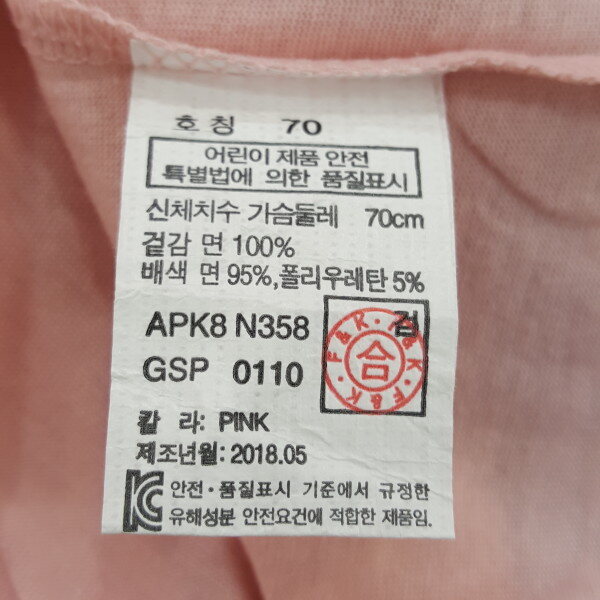 호 칭 70
어린이 제품 안전
특별법에 의한 품질표시
신체치수 가슴둘레 70cm
겉감 면 100%
배색 면 95%,폴리우레탄 5%
APK8 N358
검
GSP 0110
F&K · F&K · F&K · F&K
合
칼 라: PINK
제조년월: 2018.05
안전·품질표시 기준에서 규정한
유해성분 안전요건에 적합한 제품임.